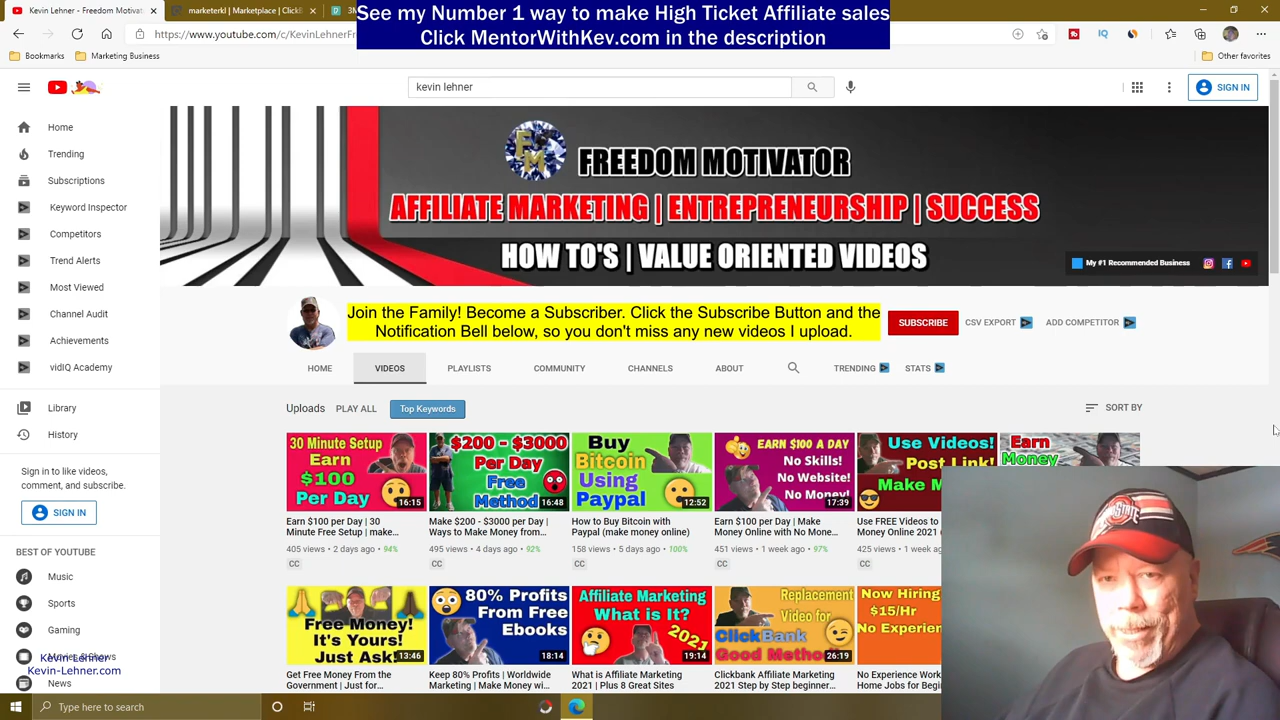 Kevin Lehner - Freedom Motivat
marketerkl | Marketplace | ClickB
See my Number 1 way to make High Ticket Affiliate sales
Click MentorWithKev.com in the description
https://www.youtube.com/c/KevinLehnerFr
Bookmarks
Marketing Business
Other favorites
kevin lehner
SIGN IN
Home
Trending
Subscriptions
Keyword Inspector
Competitors
Trend Alerts
Most Viewed
Channel Audit
Achievements
vidIQ Academy
Library
History
Sign in to like videos,
comment, and subscribe.
SIGN IN
BEST OF YOUTUBE
Music
Sports
Gaming
Kevin-Lehner
Kevin-Lehner.com
News
FM
FREEDOM MOTIVATOR
AFFILIATE MARKETING | ENTREPRENEURSHIP | SUCCESS
HOW TO'S | VALUE ORIENTED VIDEOS
My #1 Recommended Business
Join the Family! Become a Subscriber. Click the Subscribe Button and the
Notification Bell below, so you don't miss any new videos I upload.
SUBSCRIBE
CSV EXPORT
ADD COMPETITOR
HOME
VIDEOS
PLAYLISTS
COMMUNITY
CHANNELS
ABOUT
TRENDING
STATS
Uploads
PLAY ALL
Top Keywords
SORT BY
30 Minute Setup
Earn
$100
Per Day
16:15
Earn $100 per Day | 30
Minute Free Setup | make...
405 views • 2 days ago • 94%
CC
$200 - $3000
Per Day
Free
Method
16:48
Make $200 - $3000 per Day |
Ways to Make Money from...
495 views • 4 days ago • 92%
CC
Buy
Bitcoin
Using
Paypal
12:52
How to Buy Bitcoin with
Paypal (make money online)
158 views • 5 days ago • 100%
CC
EARN $100 A DAY
No Skills!
No Website!
No Money!
17:39
Earn $100 per Day | Make
Money Online with No Mone...
451 views • 1 week ago • 97%
CC
Use Videos!
Post Link!
Make M
Use FREE Videos to
Money Online 2021 (
425 views • 1 week ag
CC
Earn
Money
Free Money!
It's Yours!
Just Ask!
13:46
Get Free Money From the
Government | Just for...
80% Profits
From Free
Ebooks
18:14
Keep 80% Profits | Worldwide
Marketing | Make Money wi...
Affiliate Marketing
What is It?
2021
19:14
What is Affiliate Marketing
2021 | Plus 8 Great Sites
Replacement
Video for
ClickBank
Good Method
26:19
Clickbank Affiliate Marketing
2021 Step by Step beginner...
Now Hiring
$15/Hr
No Experien
No Experience Work
Home Jobs for Begi
STATE
Type here to search